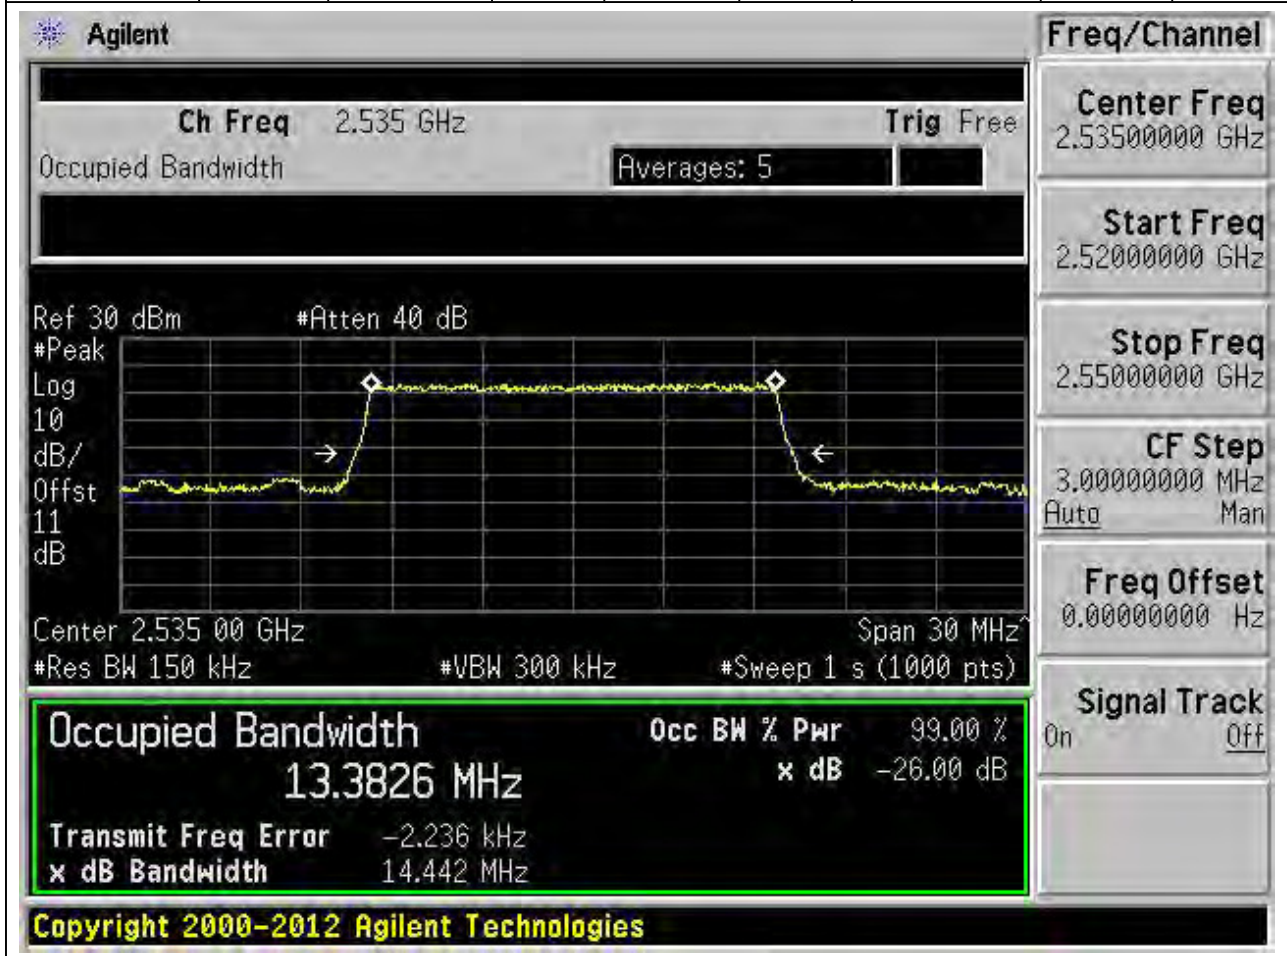 Agilent
Freq/Channel
Ch Freq 2.535 GHz Trig Free
Occupied Bandwidth Averages: 5
Center Freq
2.53500000 GHz
Start Freq
2.52000000 GHz
Stop Freq
2.55000000 GHz
CF Step
3.00000000 MHz
Auto Man
Freq Offset
0.00000000 Hz
Signal Track
On Off
Ref 30 dBm #Atten 40 dB
#Peak
Log
10
dB/
Offst
11
dB
Center 2.535 00 GHz Span 30 MHz^
#Res BW 150 kHz #VBW 300 kHz #Sweep 1 s (1000 pts)
Occupied Bandwidth Occ BW % Pwr 99.00 %
13.3826 MHz x dB -26.00 dB
Transmit Freq Error -2.236 kHz
x dB Bandwidth 14.442 MHz
Copyright 2000-2012 Agilent Technologies